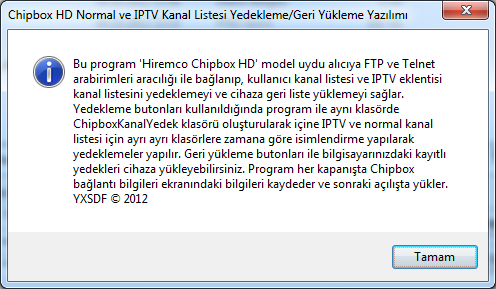 Chipbox HD Normal ve IPTV Kanal Listesi Yedekleme/Geri Yükleme Yazılımı
Bu program 'Hiremco Chipbox HD' model uydu alıcıya FTP ve Telnet
arabirimleri aracılığı ile bağlanıp, kullanıcı kanal listesi ve IPTV eklentisi
kanal listesini yedeklemeyi ve cihaza geri liste yüklemeyi sağlar.
Yedekleme butonları kullanıldığında program ile aynı klasörde
ChipboxKanalYedek klasörü oluşturularak içine IPTV ve normal kanal
listesi için ayrı ayrı klasörlere zamana göre isimlendirme yapılarak
yedeklemeler yapılır. Geri yükleme butonları ile bilgisayarınızdaki kayıtlı
yedekleri cihaza yükleyebilirsiniz. Program her kapanışta Chipbox
bağlantı bilgileri ekranındaki bilgileri kaydeder ve sonraki açılışta yükler.
YXSDF © 2012
Tamam